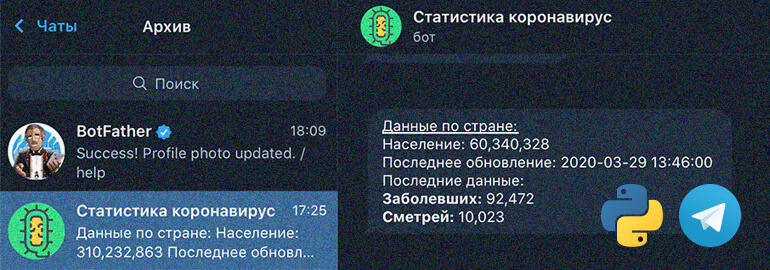 Чаты
Архив
Поиск
BotFather 18:09
Success! Profile photo updated. /
help
Статистика коронавирус 17:25
Данные по стране: Население:
310,232,863 Последнее обновл...
Статистика коронавирус
бот
Данные по стране:
Население: 60,340,328
Последнее обновление: 2020-03-29 13:46:00
Последние данные:
Заболевших: 92,472
Сметрей: 10,023